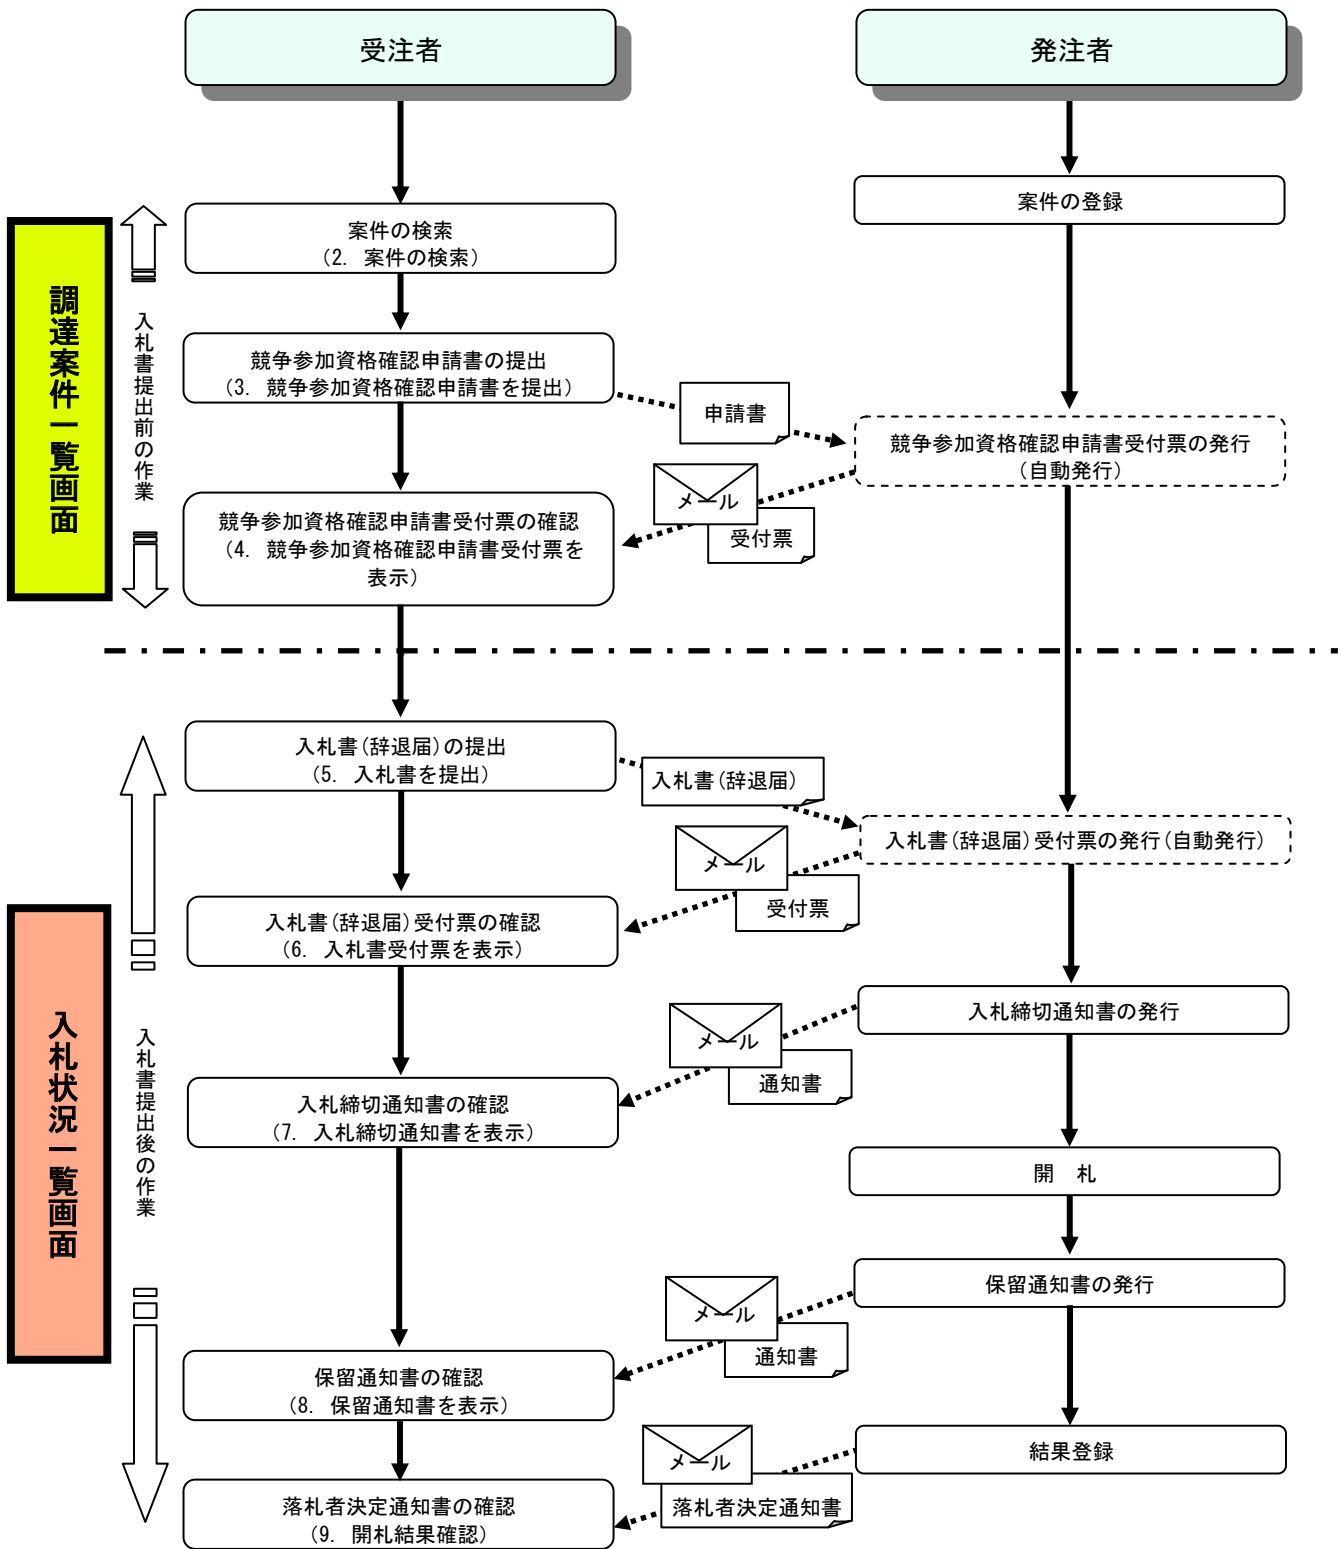 受注者
発注者
案件の登録
案件の検索
（2. 案件の検索）
調達案件一覧画面
入札書提出前の作業
競争参加資格確認申請書の提出
（3. 競争参加資格確認申請書を提出）
申請書
競争参加資格確認申請書受付票の発行
（自動発行）
メール
受付票
競争参加資格確認申請書受付票の確認
（4. 競争参加資格確認申請書受付票を
表示）
入札書（辞退届）の提出
（5. 入札書を提出）
入札書（辞退届）
入札書（辞退届）受付票の発行（自動発行）
メール
受付票
入札書（辞退届）受付票の確認
（6. 入札書受付票を表示）
入札状況一覧画面
入札書提出後の作業
入札締切通知書の発行
メール
通知書
入札締切通知書の確認
（7. 入札締切通知書を表示）
開　札
保留通知書の発行
メール
通知書
保留通知書の確認
（8. 保留通知書を表示）
結果登録
メール
落札者決定通知書
落札者決定通知書の確認
（9. 開札結果確認）